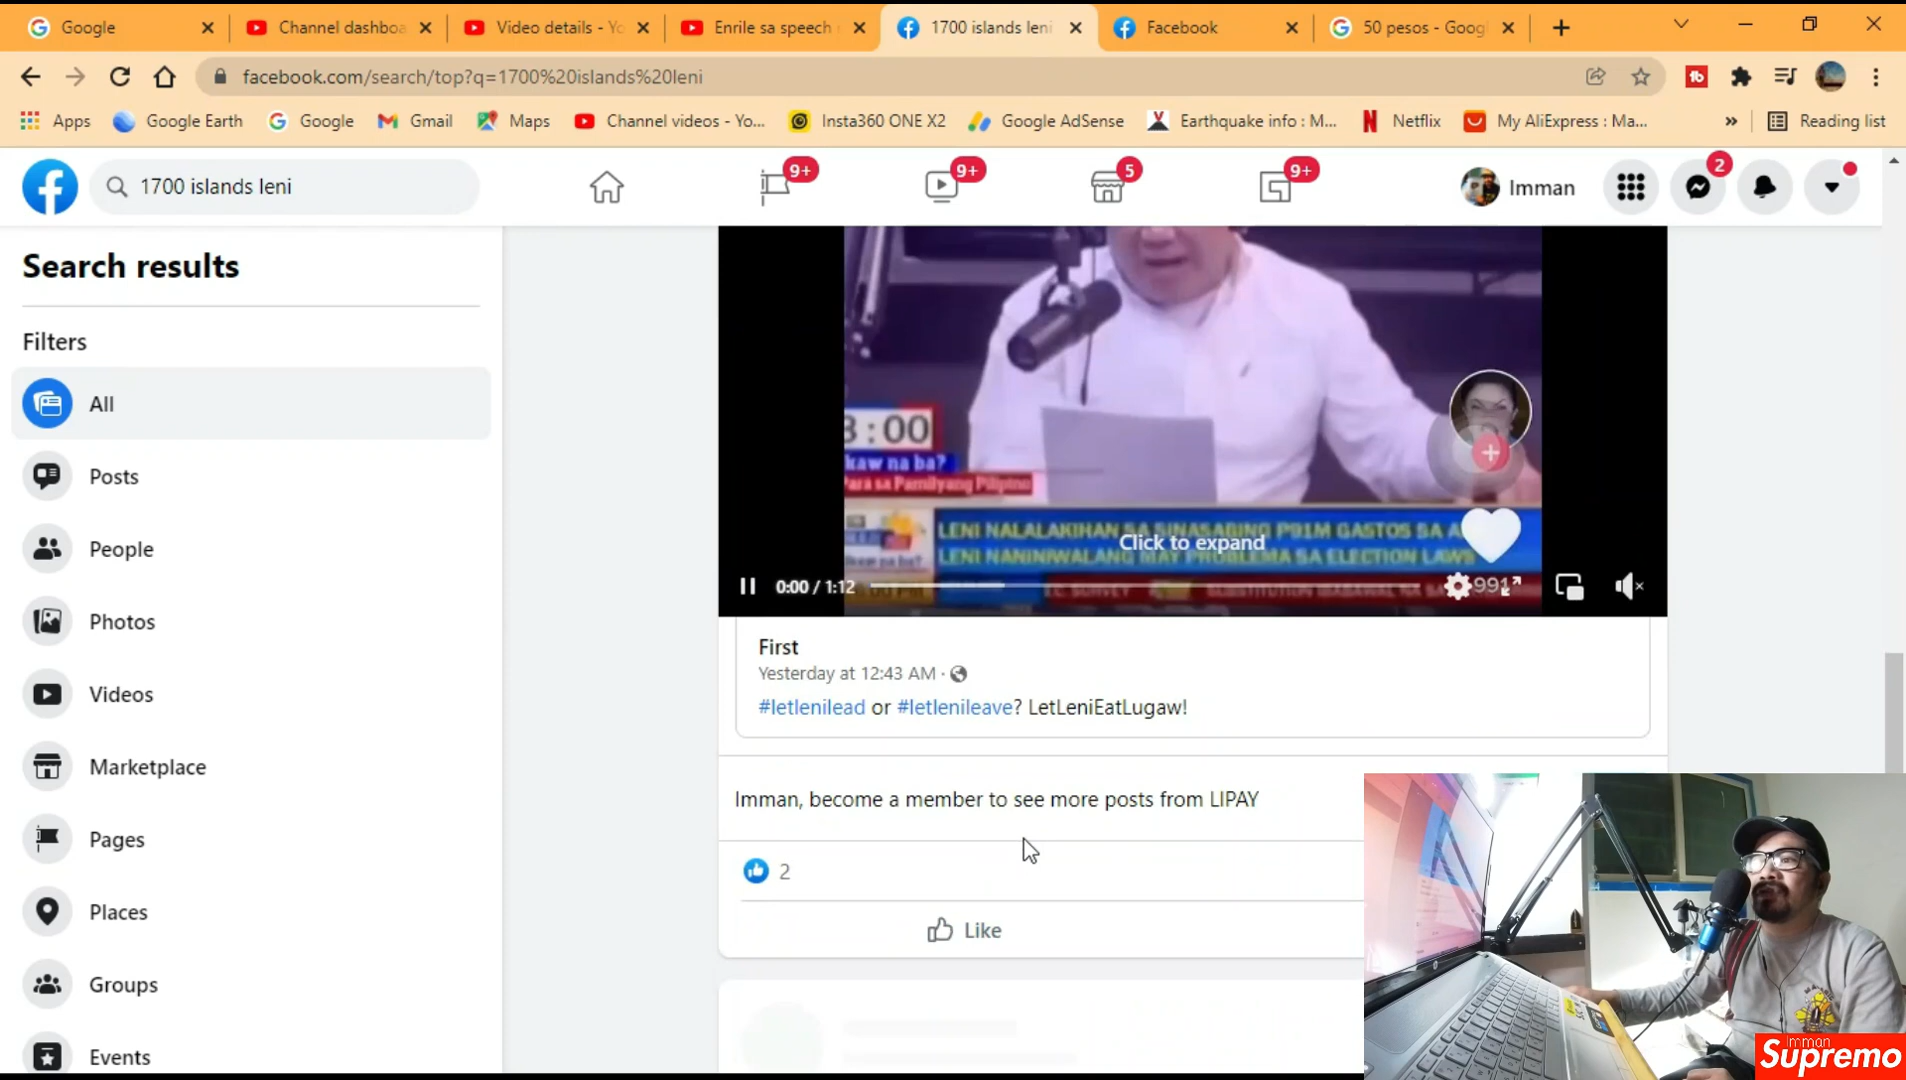 Google
Channel dashboa
Video details - Yo
Enrile sa speech
1700 islands leni
Facebook
50 pesos - Goog
facebook.com/search/top?q=1700%20islands%20leni
Apps
Google Earth
Google
Gmail
Maps
Channel videos - Yo...
Insta360 ONE X2
Google AdSense
Earthquake info : M...
Netflix
My AliExpress : Ma...
»
Reading list
1700 islands leni
9+
9+
5
9+
Imman
2
Search results
Filters
All
Posts
People
Photos
Videos
Marketplace
Pages
Places
Groups
Events
3:00
kaw na ba?
Para sa Pamilyang Pilipino
LENI NALALAKIHAN SA SINASABING P91M GASTOS SA A
LENI NANINIWALANG MAY PROBLEMA SA ELECTION LAWS
Click to expand
0:00 / 1:12
991
First
Yesterday at 12:43 AM ·
#letlenilead or #letlenileave? LetLeniEatLugaw!
Imman, become a member to see more posts from LIPAY
2
Like
Imman
Supremo